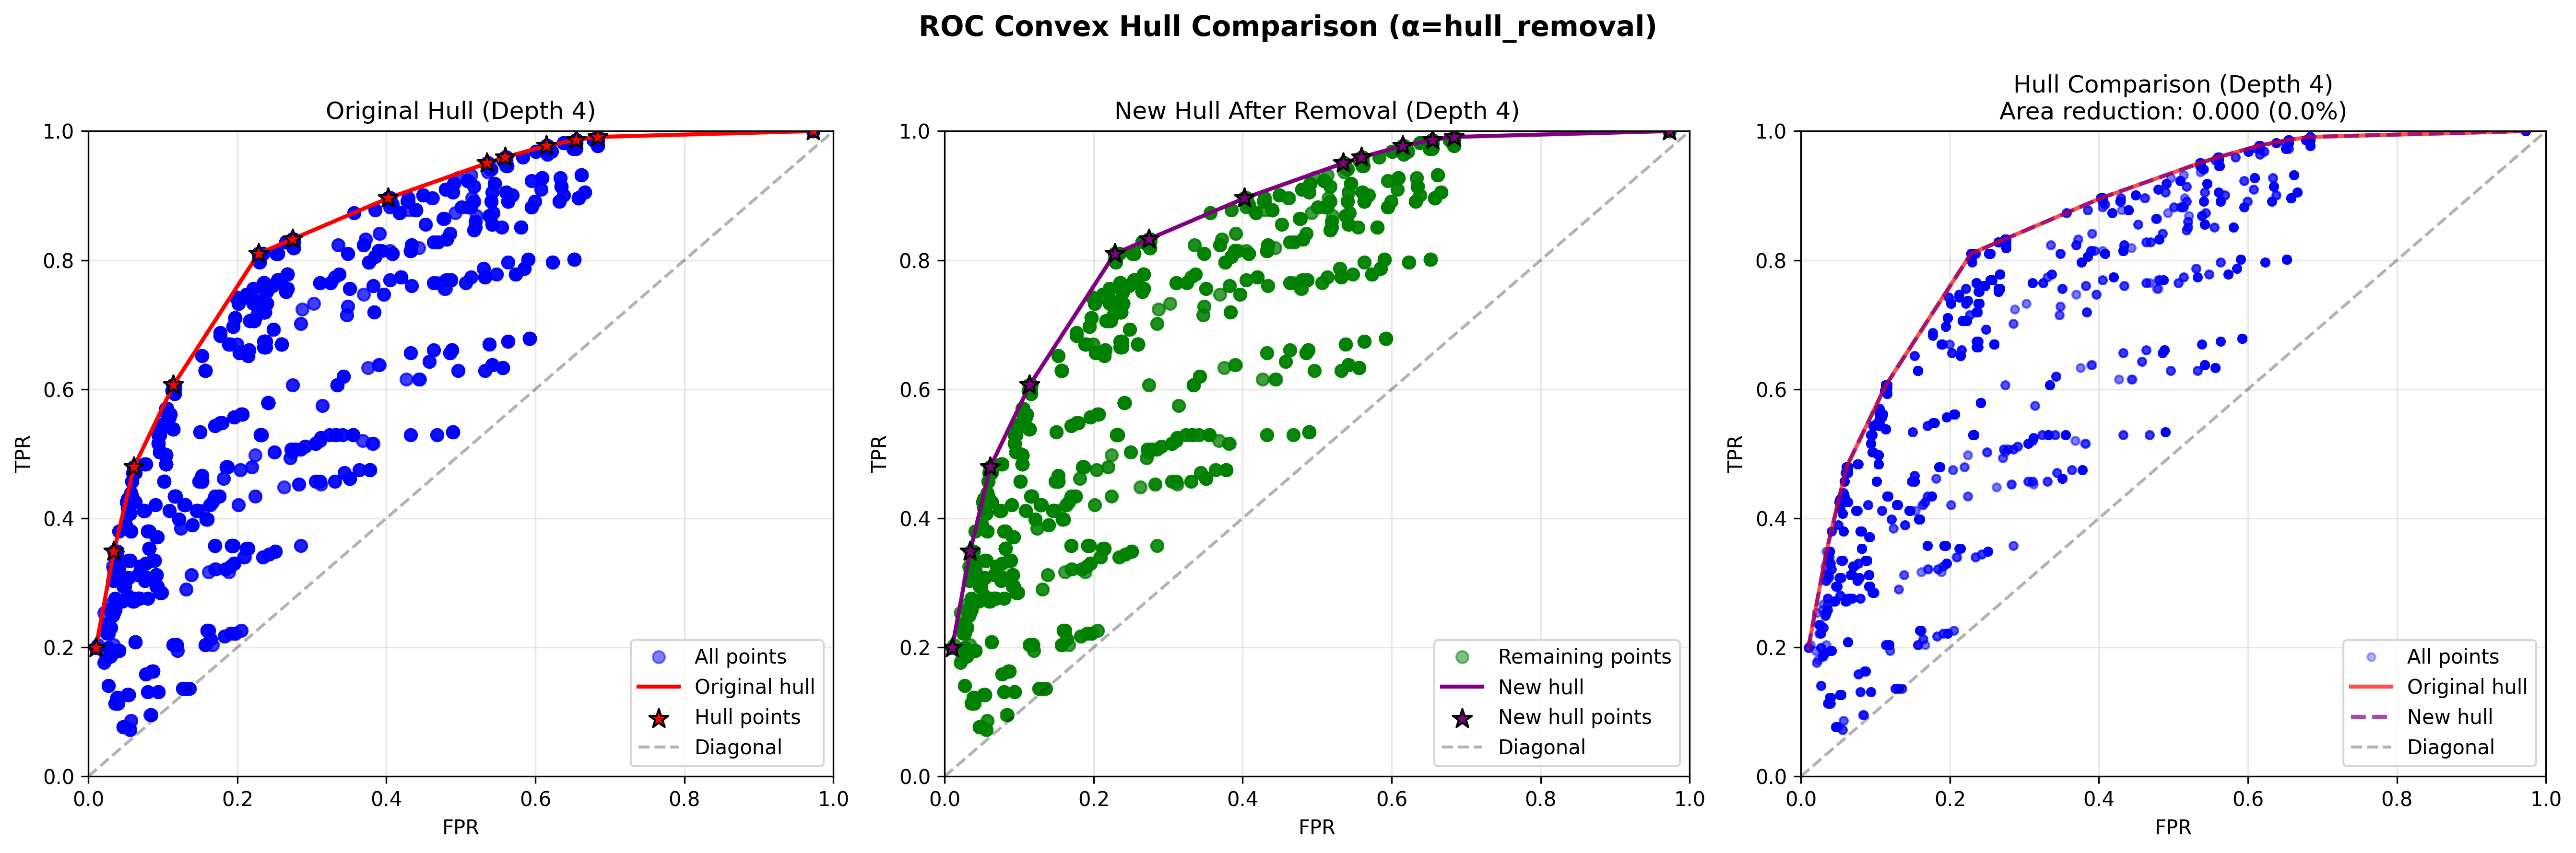 ROC Convex Hull Comparison (α=hull_removal)
Original Hull (Depth 4)
1.0
0.8
0.6
0.4
0.2
0.0
TPR
0.0 0.2 0.4 0.6 0.8 1.0
FPR
All points
Original hull
Hull points
Diagonal
New Hull After Removal (Depth 4)
1.0
0.8
0.6
0.4
0.2
0.0
TPR
0.0 0.2 0.4 0.6 0.8 1.0
FPR
Remaining points
New hull
New hull points
Diagonal
Hull Comparison (Depth 4)
Area reduction: 0.000 (0.0%)
1.0
0.8
0.6
0.4
0.2
0.0
TPR
0.0 0.2 0.4 0.6 0.8 1.0
FPR
All points
Original hull
New hull
Diagonal